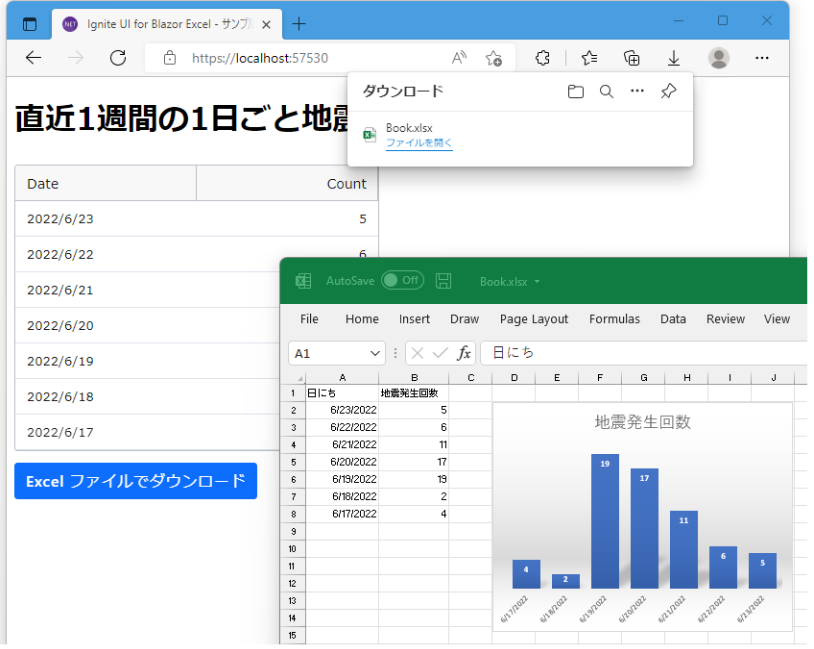 Ignite UI for Blazor Excel - サンプ
https://localhost:57530
ダウンロード
Book.xlsx
ファイルを開く
直近1週間の1日ごと地震
Date Count
2022/6/23 5
2022/6/22 6
2022/6/21
2022/6/20
2022/6/19
2022/6/18
2022/6/17
Excel ファイルでダウンロード
AutoSave Off Book.xlsx
File Home Insert Draw Page Layout Formulas Data Review View
A1 fx 日にち
A B C D E F G H I J
1 日にち 地震発生回数
2 6/23/2022 5
3 6/22/2022 6
4 6/21/2022 11
5 6/20/2022 17
6 6/19/2022 19
7 6/18/2022 2
8 6/17/2022 4
9
10
11
12
13
14
15
地震発生回数
4 2 19 17 11 6 5
6/17/2022 6/18/2022 6/19/2022 6/20/2022 6/21/2022 6/22/2022 6/23/2022